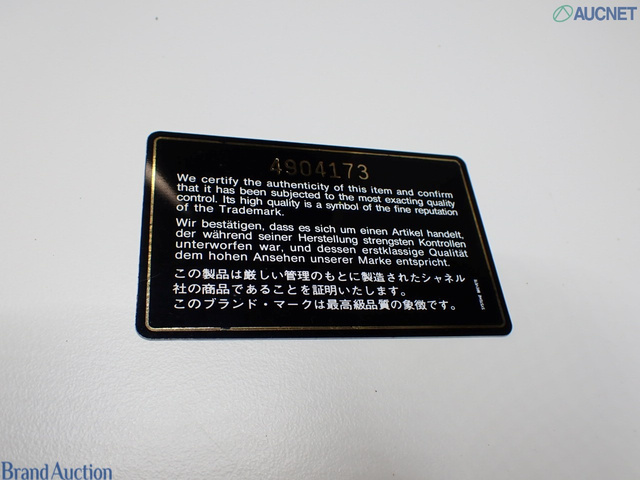 AUCNET
4904173
We certify the authenticity of this item and confirm
that it has been subjected to the most exacting quality
control. Its high quality is a symbol of the fine reputation
of the Trademark.
Wir bestätigen, dass es sich um einen Artikel handelt,
der während seiner Herstellung strengsten Kontrollen
unterworfen war, und dessen erstklassige Qualität
dem hohen Ansehen unserer Marke entspricht.
この製品は厳しい管理のもとに製造されたシャネル
社の商品であることを証明いたします。
このブランド・マークは最高級品質の象徴です。
Brand Auction